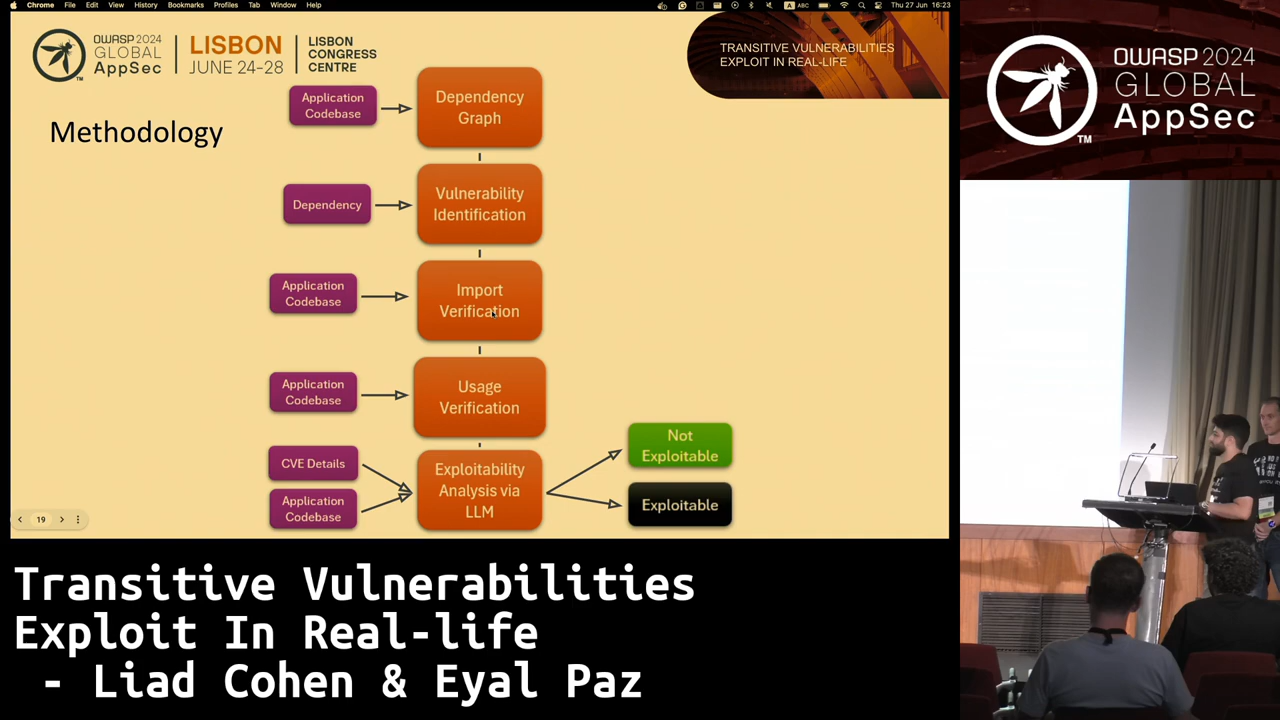 Chrome File Edit View History Bookmarks Profiles Tab Window Help
A ABC Thu 27 Jun 16:23
OWASP 2024
GLOBAL
AppSec
TM
LISBON
JUNE 24-28
LISBON
CONGRESS
CENTRE
TRANSITIVE VULNERABILITIES
EXPLOIT IN REAL-LIFE
OWASP 2024
GLOBAL
AppSec
TM
Methodology
Application
Codebase
Dependency
Graph
Dependency
Vulnerability
Identification
Application
Codebase
Import
Verification
Application
Codebase
Usage
Verification
CVE Details
Application
Codebase
Exploitability
Analysis via
LLM
Not
Exploitable
Exploitable
19
Transitive Vulnerabilities
Exploit In Real-life
- Liad Cohen & Eyal Paz